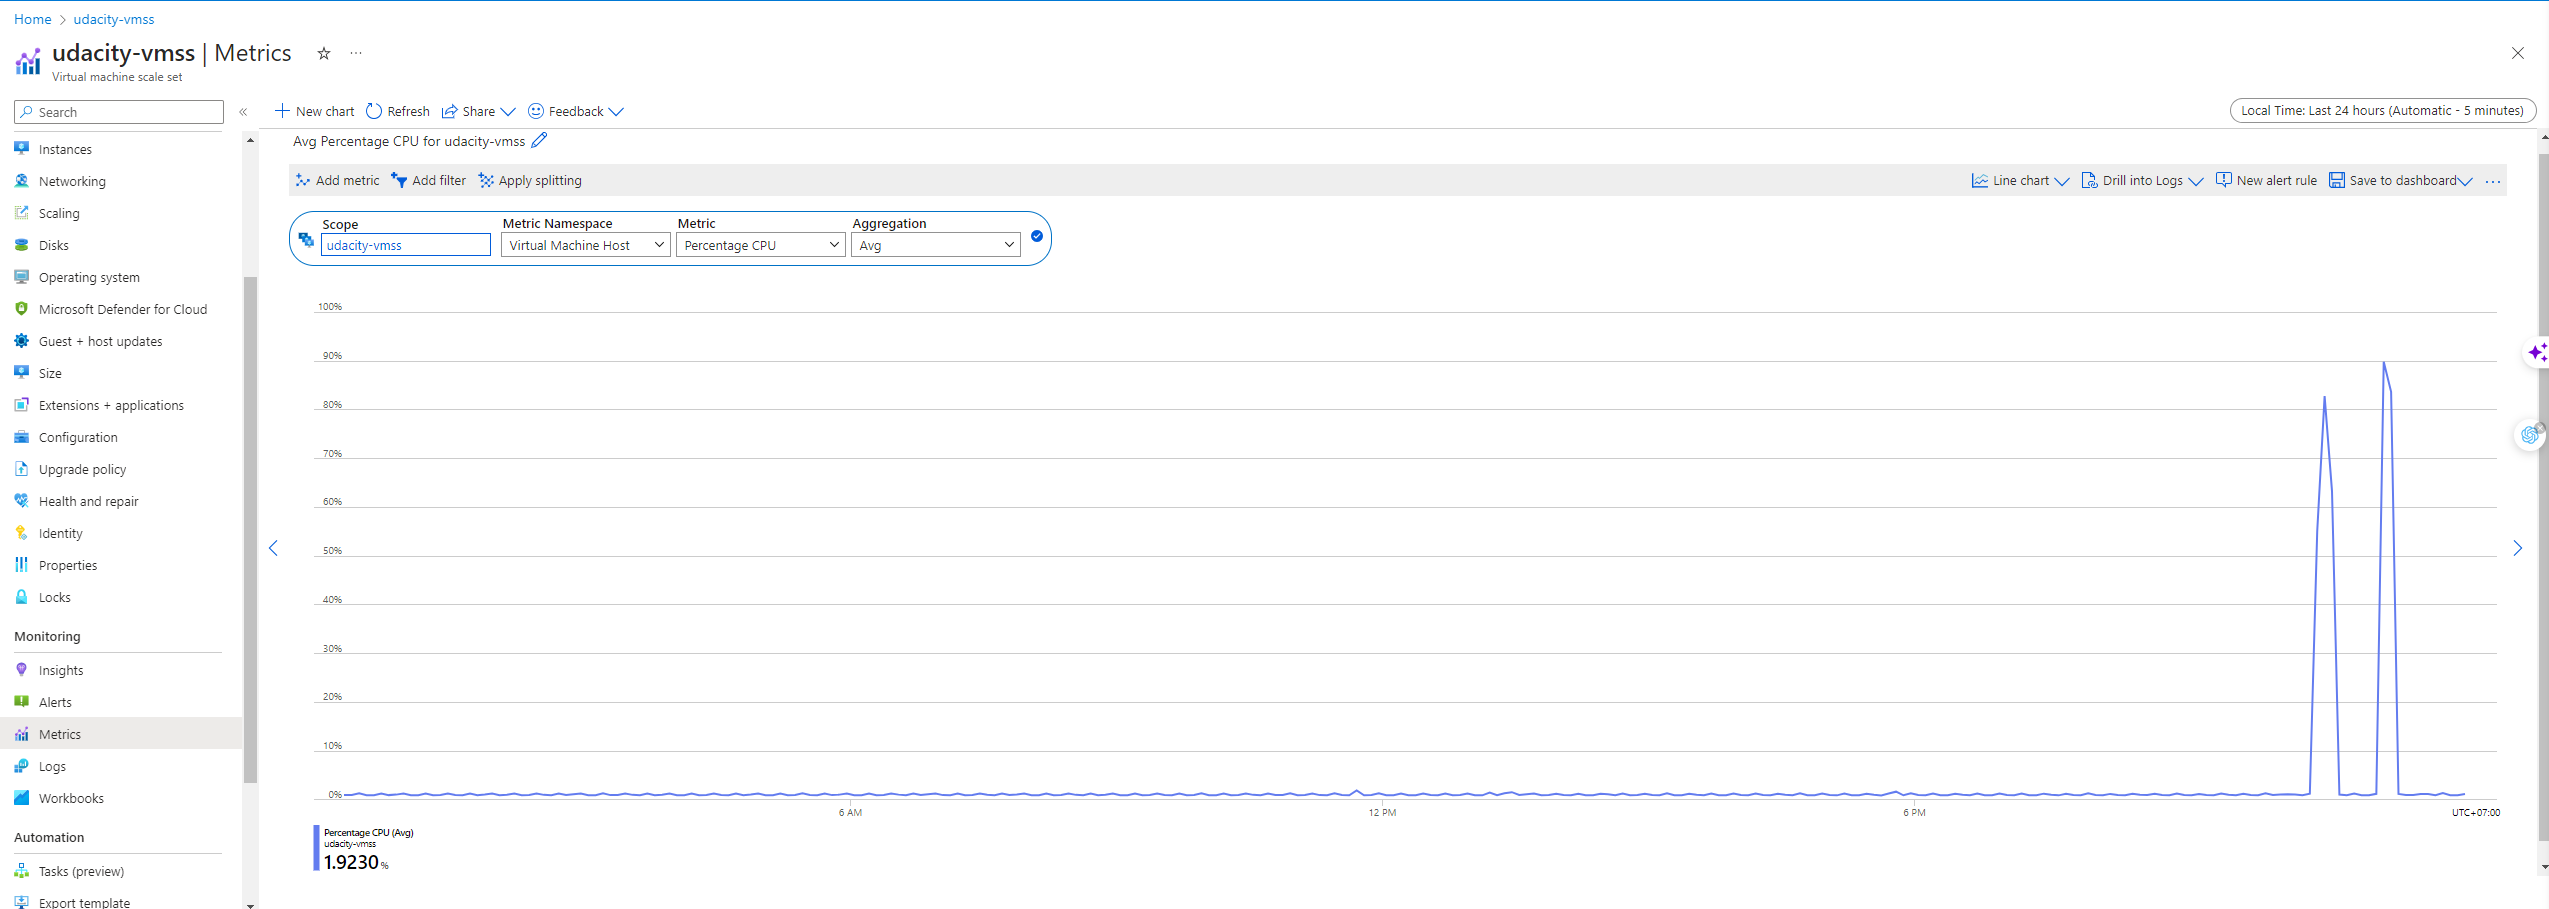 Home > udacity-vmss
udacity-vmss | Metrics
Virtual machine scale set
Search
Instances
Networking
Scaling
Disks
Operating system
Microsoft Defender for Cloud
Guest + host updates
Size
Extensions + applications
Configuration
Upgrade policy
Health and repair
Identity
Properties
Locks
Monitoring
Insights
Alerts
Metrics
Logs
Workbooks
Automation
Tasks (preview)
Export template
New chart Refresh Share Feedback
Local Time: Last 24 hours (Automatic - 5 minutes)
Avg Percentage CPU for udacity-vmss
Add metric Add filter Apply splitting
Line chart Drill into Logs New alert rule Save to dashboard ...
Scope Metric Namespace Metric Aggregation
udacity-vmss Virtual Machine Host Percentage CPU Avg
100%
90%
80%
70%
60%
50%
40%
30%
20%
10%
0%
6 AM 12 PM 6 PM UTC+07:00
Percentage CPU (Avg)
udacity-vmss
1.9230 %